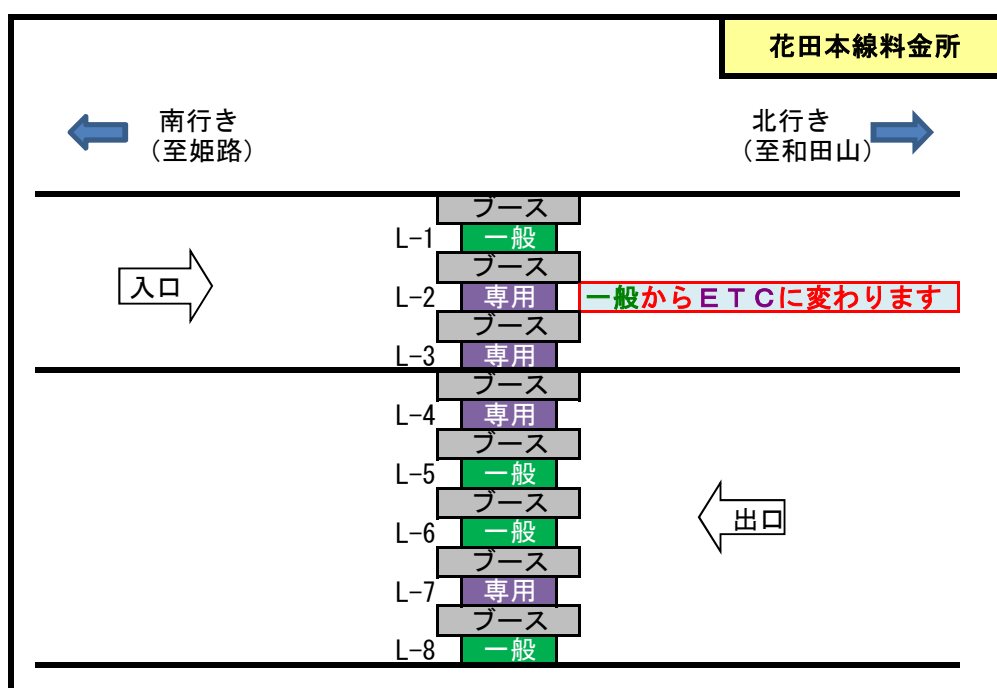 花田本線料金所
南行き
(至姫路)
北行き
(至和田山)
ブース
L-1 一般
ブース
入口
L-2 専用 一般からETCに変わります
ブース
L-3 専用
ブース
L-4 専用
ブース
L-5 一般
ブース
出口
L-6 一般
ブース
L-7 専用
ブース
L-8 一般